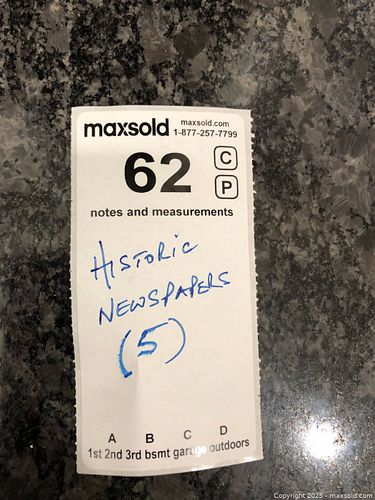 maxsold maxsold.com
1-877-257-7799
62 C
P
notes and measurements
HISTORIC
NEWSPAPERS
(5)
A B C D
1st 2nd 3rd bsmt garage outdoors
Copyright 2025 - maxsold.com